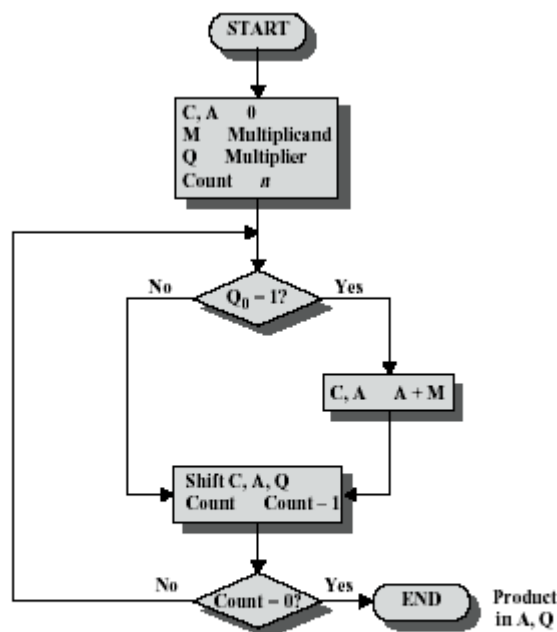 START
C, A 0
M Multiplicand
Q Multiplier
Count n
No
Q0 = 1?
Yes
C, A A + M
Shift C, A, Q
Count Count – 1
No
Count = 0?
Yes
END
Product
in A, Q